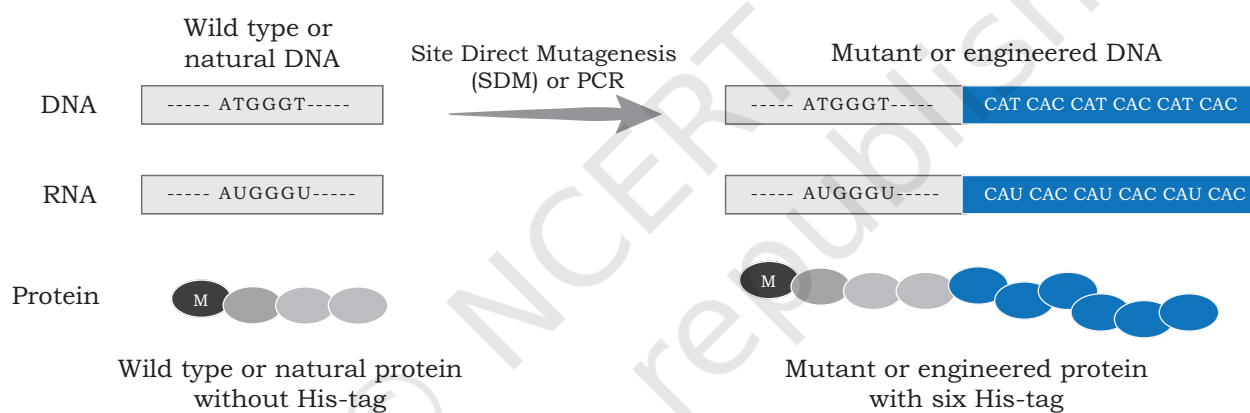 Wild type or
natural DNA
Site Direct Mutagenesis
(SDM) or PCR
Mutant or engineered DNA
DNA
----- ATGGGT-----
----- ATGGGT-----
CAT CAC CAT CAC CAT CAC
RNA
----- AUGGGU-----
----- AUGGGU-----
CAU CAC CAU CAC CAU CAC
Protein
M
M
Wild type or natural protein
without His-tag
Mutant or engineered protein
with six His-tag
© NCERT
republish